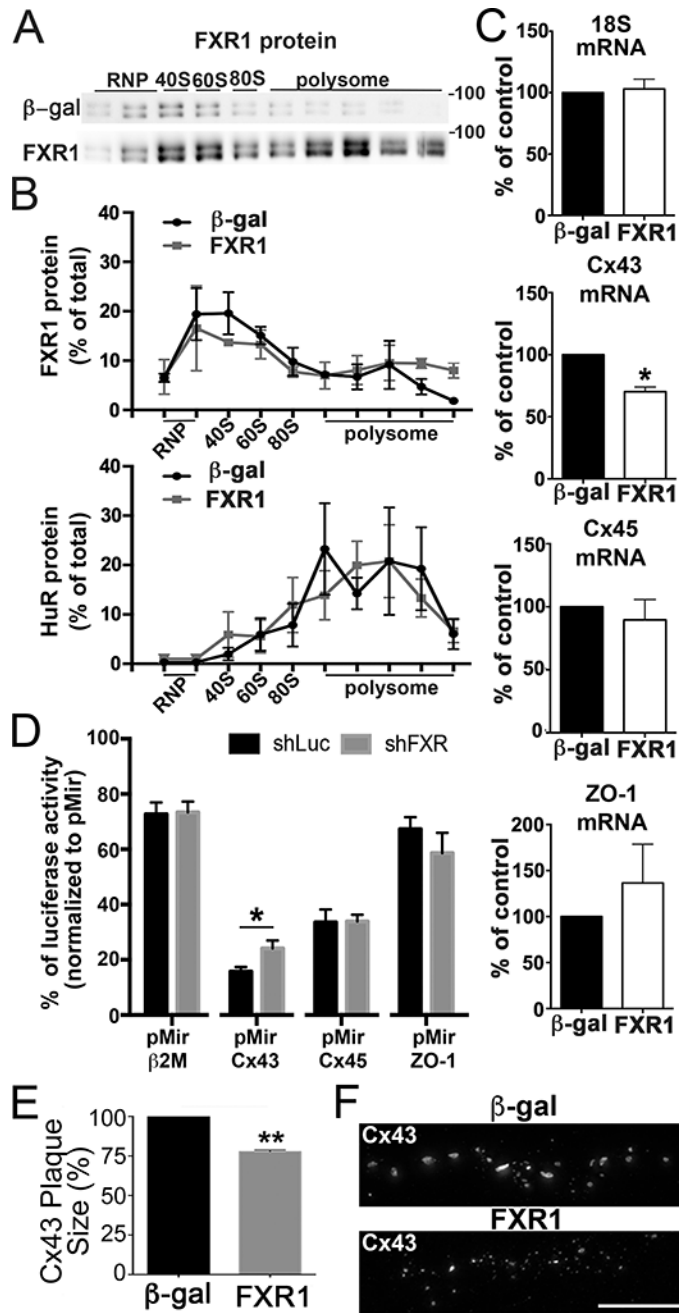 A
FXR1 protein
RNP 40S 60S 80S polysome
β-gal
-100
-100
FXR1
B
β-gal
FXR1
FXR1 protein
(% of total)
40
30
20
10
0
RNP
40S
60S
80S
polysome
β-gal
FXR1
HuR protein
(% of total)
40
30
20
10
0
RNP
40S
60S
80S
polysome
C
18S
mRNA
% of control
150
100
50
0
β-gal FXR1
Cx43
mRNA
% of control
150
100
50
0
*
β-gal FXR1
Cx45
mRNA
% of control
150
100
50
0
β-gal FXR1
ZO-1
mRNA
% of control
200
150
100
50
0
β-gal FXR1
D
shLuc shFXR
% of luciferase activity
(normalized to pMir)
100
80
60
40
20
0
*
pMir pMir pMir pMir
β2M Cx43 Cx45 ZO-1
E
Cx43 Plaque
Size (%)
100
75
50
25
0
**
β-gal FXR1
F
β-gal
Cx43
FXR1
Cx43